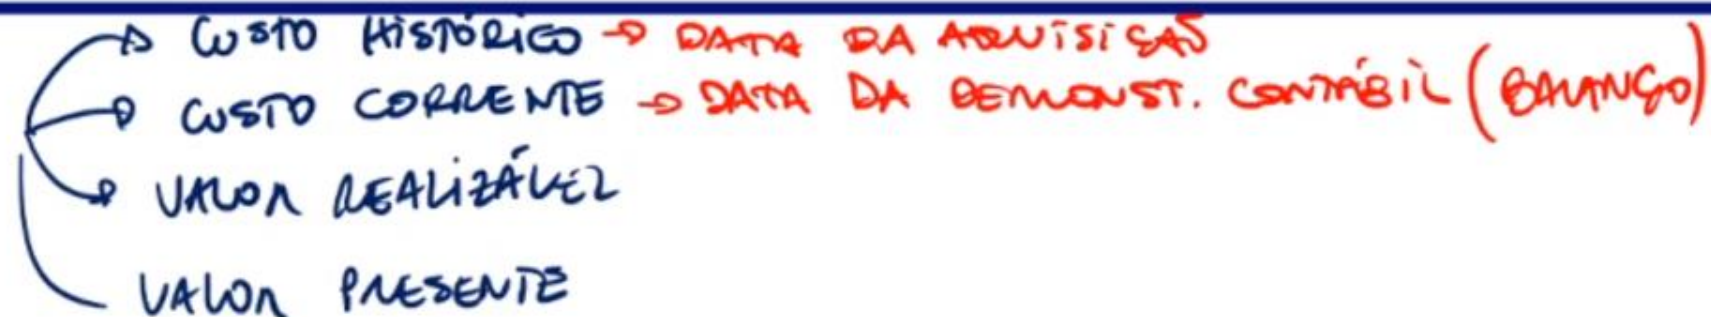 CUSTO HISTÓRICO → DATA DA AQUISIÇÃO
CUSTO CORRENTE → DATA DA DEMONST. CONTÁBIL (BALANÇO)
VALOR REALIZÁVEL
VALOR PRESENTE